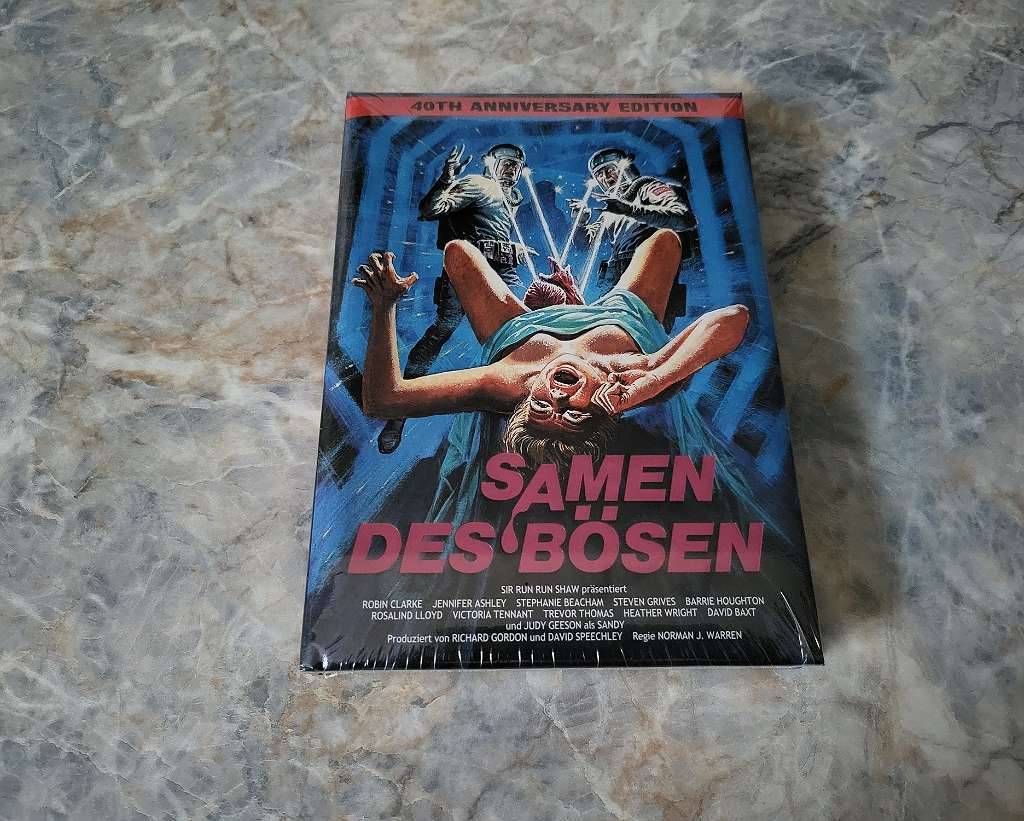 40TH ANNIVERSARY EDITION
SAMEN
DES BÖSEN
SIR RUN RUN SHAW präsentiert
ROBIN CLARKE JENNIFER ASHLEY STEPHANIE BEACHAM STEVEN GRIVES BARRIE HOUGHTON
ROSALIND LLOYD VICTORIA TENNANT TREVOR THOMAS HEATHER WRIGHT DAVID BAXT
und JUDY GEESON als SANDY
Produziert von RICHARD GORDON und DAVID SPEECHLEY Regie NORMAN J. WARREN